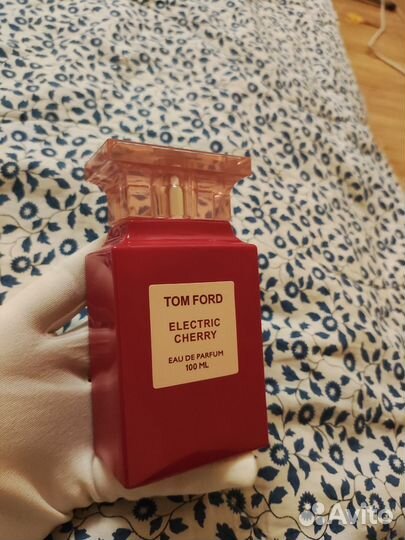 TOM FORD
ELECTRIC
CHERRY
EAU DE PARFUM
100 ML
Avito